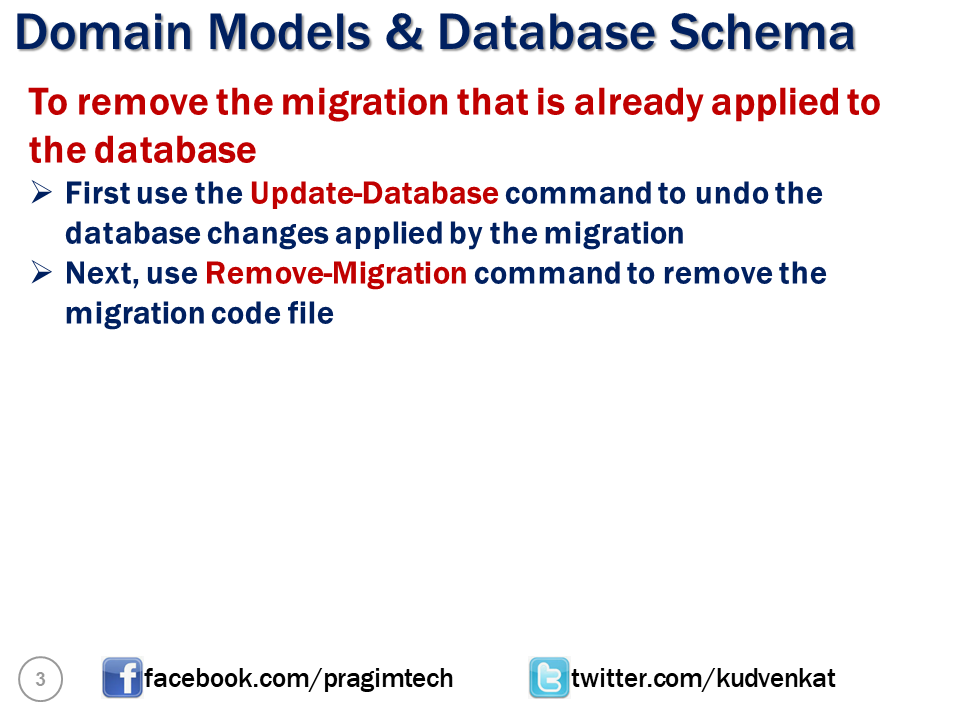 Domain Models & Database Schema
To remove the migration that is already applied to
the database
First use the Update-Database command to undo the
database changes applied by the migration
Next, use Remove-Migration command to remove the
migration code file
3
facebook.com/pragimtech
twitter.com/kudvenkat